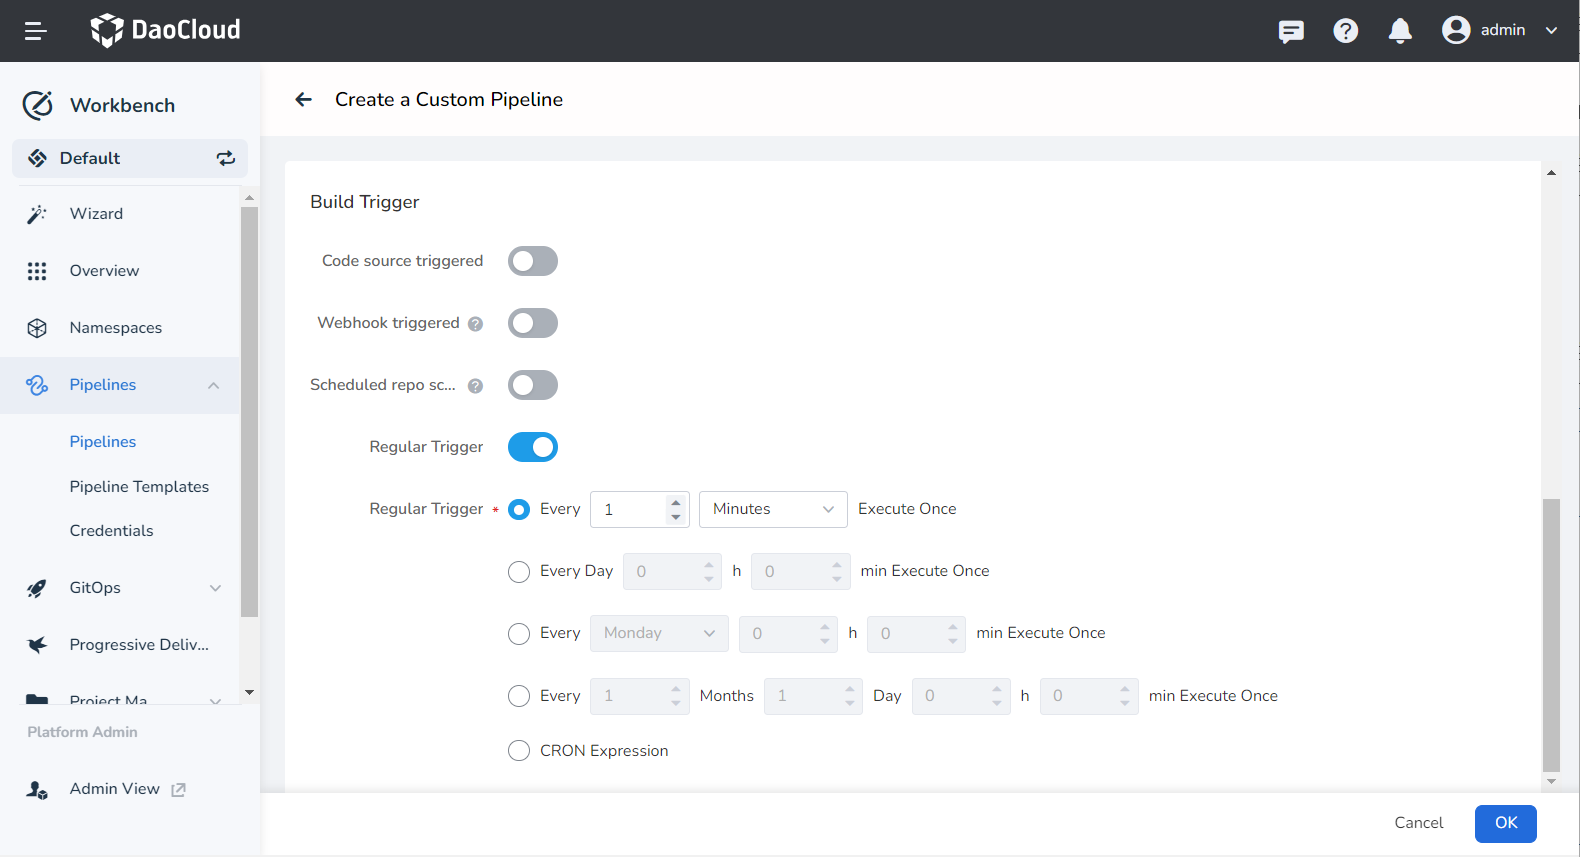 DaoCloud
admin
Workbench
Create a Custom Pipeline
Default
Wizard
Overview
Namespaces
Pipelines
Pipelines
Pipeline Templates
Credentials
GitOps
Progressive Deliv...
Project Ma
Platform Admin
Admin View
Build Trigger
Code source triggered
Webhook triggered ?
Scheduled repo sc... ?
Regular Trigger
Regular Trigger * Every 1 Minutes Execute Once
Every Day 0 h 0 min Execute Once
Every Monday 0 h 0 min Execute Once
Every 1 Months 1 Day 0 h 0 min Execute Once
CRON Expression
Cancel OK